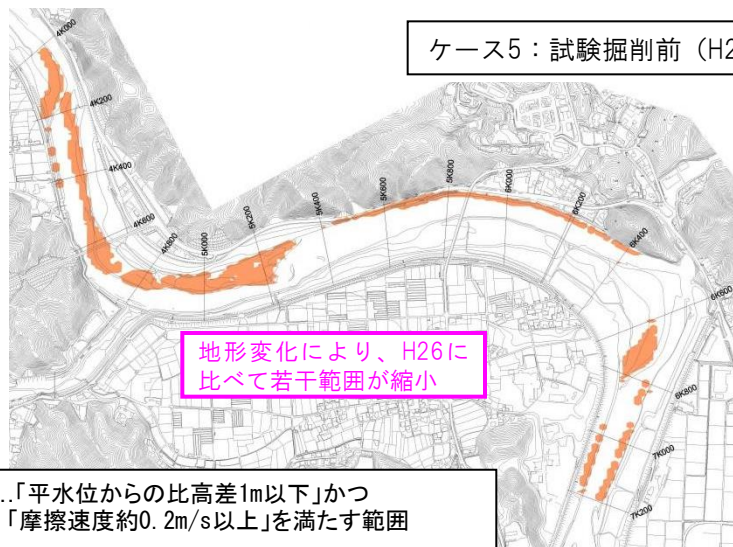 ケース5：試験掘削前（H2
4K000
4K200
4K400
4K600
4K800
5K000
5K200
5K400
5K600
5K800
6K000
6K200
6K400
6K600
6K800
7K000
7K200
地形変化により、H26に
比べて若干範囲が縮小
..「平水位からの比高差1m以下」かつ
「摩擦速度約0.2m/s以上」を満たす範囲